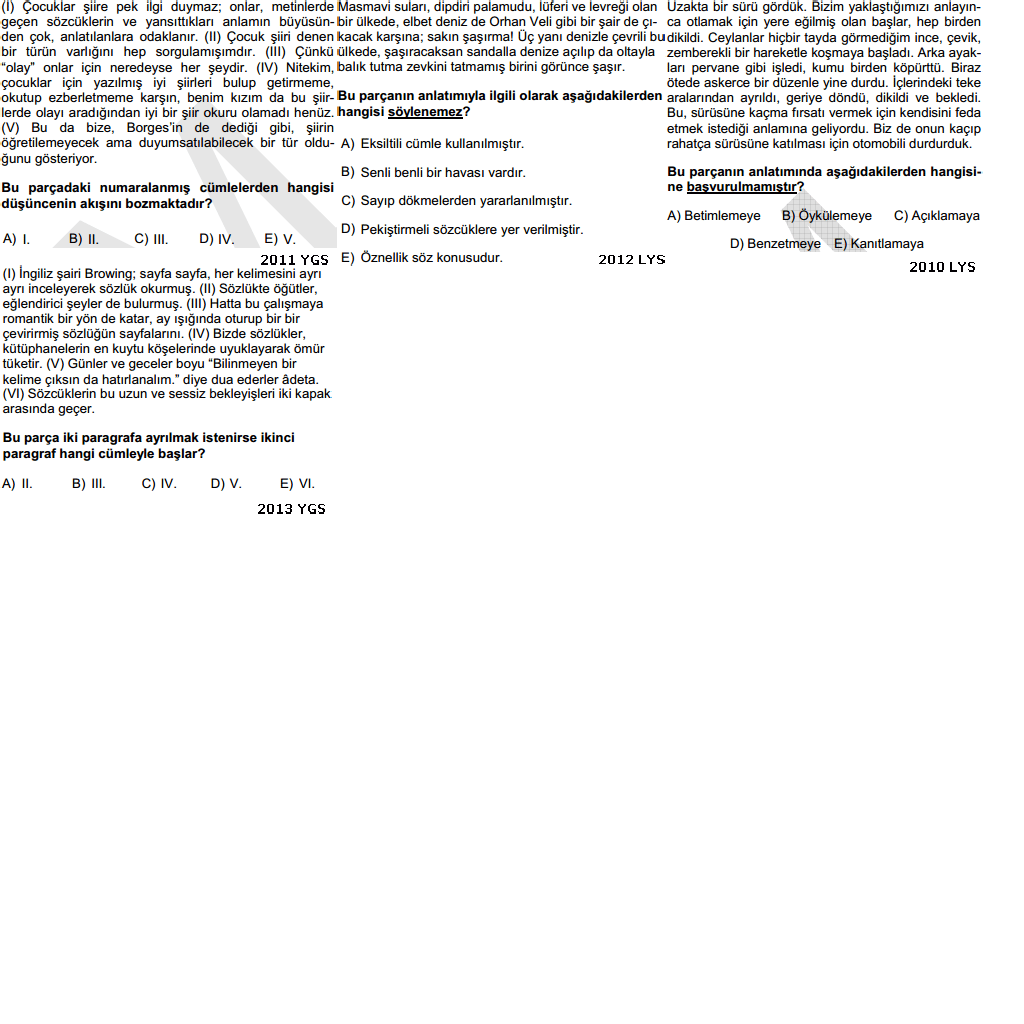 (I) Çocuklar şiire pek ilgi duymaz; onlar, metinlerde
geçen sözcüklerin ve yansıttıkları anlamın büyüsün-
den çok, anlatılanlara odaklanır. (II) Çocuk şiiri denen
bir türün varlığını hep sorgulamışımdır. (III) Çünkü
“olay” onlar için neredeyse her şeydir. (IV) Nitekim,
çocuklar için yazılmış iyi şiirleri bulup getirmeme,
okutup ezberletmeme karşın, benim kızım da bu şiir-
lerde olayı aradığından iyi bir şiir okuru olamadı henüz.
(V) Bu da bize, Borges’in de dediği gibi, şiirin
öğretilemeyecek ama duyumsatılabilecek bir tür oldu-
ğunu gösteriyor.
Bu parçadaki numaralanmış cümlelerden hangisi
düşüncenin akışını bozmaktadır?
A) I. B) II. C) III. D) IV. E) V.
2011 YGS
(I) İngiliz şairi Browing; sayfa sayfa, her kelimesini ayrı
ayrı inceleyerek sözlük okurmuş. (II) Sözlükte öğütler,
eğlendirici şeyler de bulurmuş. (III) Hatta bu çalışmaya
romantik bir yön de katar, ay ışığında oturup bir bir
çevirirmiş sözlüğün sayfalarını. (IV) Bizde sözlükler,
kütüphanelerin en kuytu köşelerinde uyuklayarak ömür
tüketir. (V) Günler ve geceler boyu “Bilinmeyen bir
kelime çıksın da hatırlanalım.” diye dua ederler âdeta.
(VI) Sözcüklerin bu uzun ve sessiz bekleyişleri iki kapak
arasında geçer.
Bu parça iki paragrafa ayrılmak istenirse ikinci
paragraf hangi cümleyle başlar?
A) II. B) III. C) IV. D) V. E) VI.
2013 YGS
Masmavi suları, dipdiri palamudu, lüferi ve levreği olan
bir ülkede, elbet deniz de Orhan Veli gibi bir şair de çı-
kacak karşına; sakın şaşırma! Üç yanı denizle çevrili bu
ülkede, şaşıracaksan sandalla denize açılıp da oltayla
balık tutma zevkini tatmamış birini görünce şaşır.
Bu parçanın anlatımıyla ilgili olarak aşağıdakilerden
hangisi söylenemez?
A) Eksiltili cümle kullanılmıştır.
B) Senli benli bir havası vardır.
C) Sayıp dökmelerden yararlanılmıştır.
D) Pekiştirmeli sözcüklere yer verilmiştir.
E) Öznellik söz konusudur.
2012 LYS
Uzakta bir sürü gördük. Bizim yaklaştığımızı anlayın-
ca otlamak için yere eğilmiş olan başlar, hep birden
dikildi. Ceylanlar hiçbir tayda görmediğim ince, çevik,
zemberekli bir hareketle koşmaya başladı. Arka ayak-
ları pervane gibi işledi, kumu birden köpürttü. Biraz
ötede askerce bir düzenle yine durdu. İçlerindeki teke
aralarından ayrıldı, geriye döndü, dikildi ve bekledi.
Bu, sürüsüne kaçma fırsatı vermek için kendisini feda
etmek istediği anlamına geliyordu. Biz de onun kaçıp
rahatça sürüsüne katılması için otomobili durdurduk.
Bu parçanın anlatımında aşağıdakilerden hangisi-
ne başvurulmamıştır?
A) Betimlemeye B) Öykülemeye C) Açıklamaya
D) Benzetmeye E) Kanıtlamaya
2010 LYS